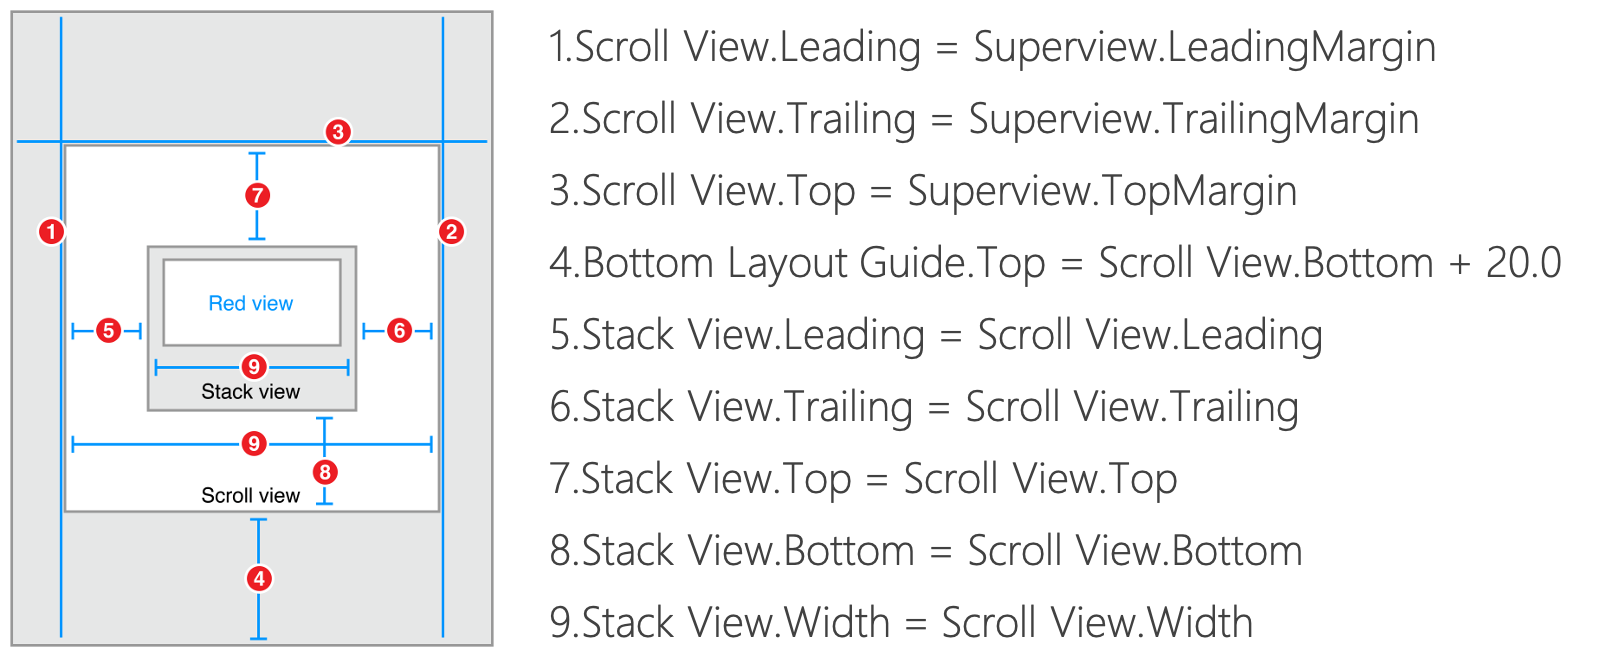 1.Scroll View.Leading = Superview.LeadingMargin
2.Scroll View.Trailing = Superview.TrailingMargin
3.Scroll View.Top = Superview.TopMargin
4.Bottom Layout Guide.Top = Scroll View.Bottom + 20.0
5.Stack View.Leading = Scroll View.Leading
6.Stack View.Trailing = Scroll View.Trailing
7.Stack View.Top = Scroll View.Top
8.Stack View.Bottom = Scroll View.Bottom
9.Stack View.Width = Scroll View.Width
3
7
1
2
Red view
5
6
9
Stack view
9
8
Scroll view
4